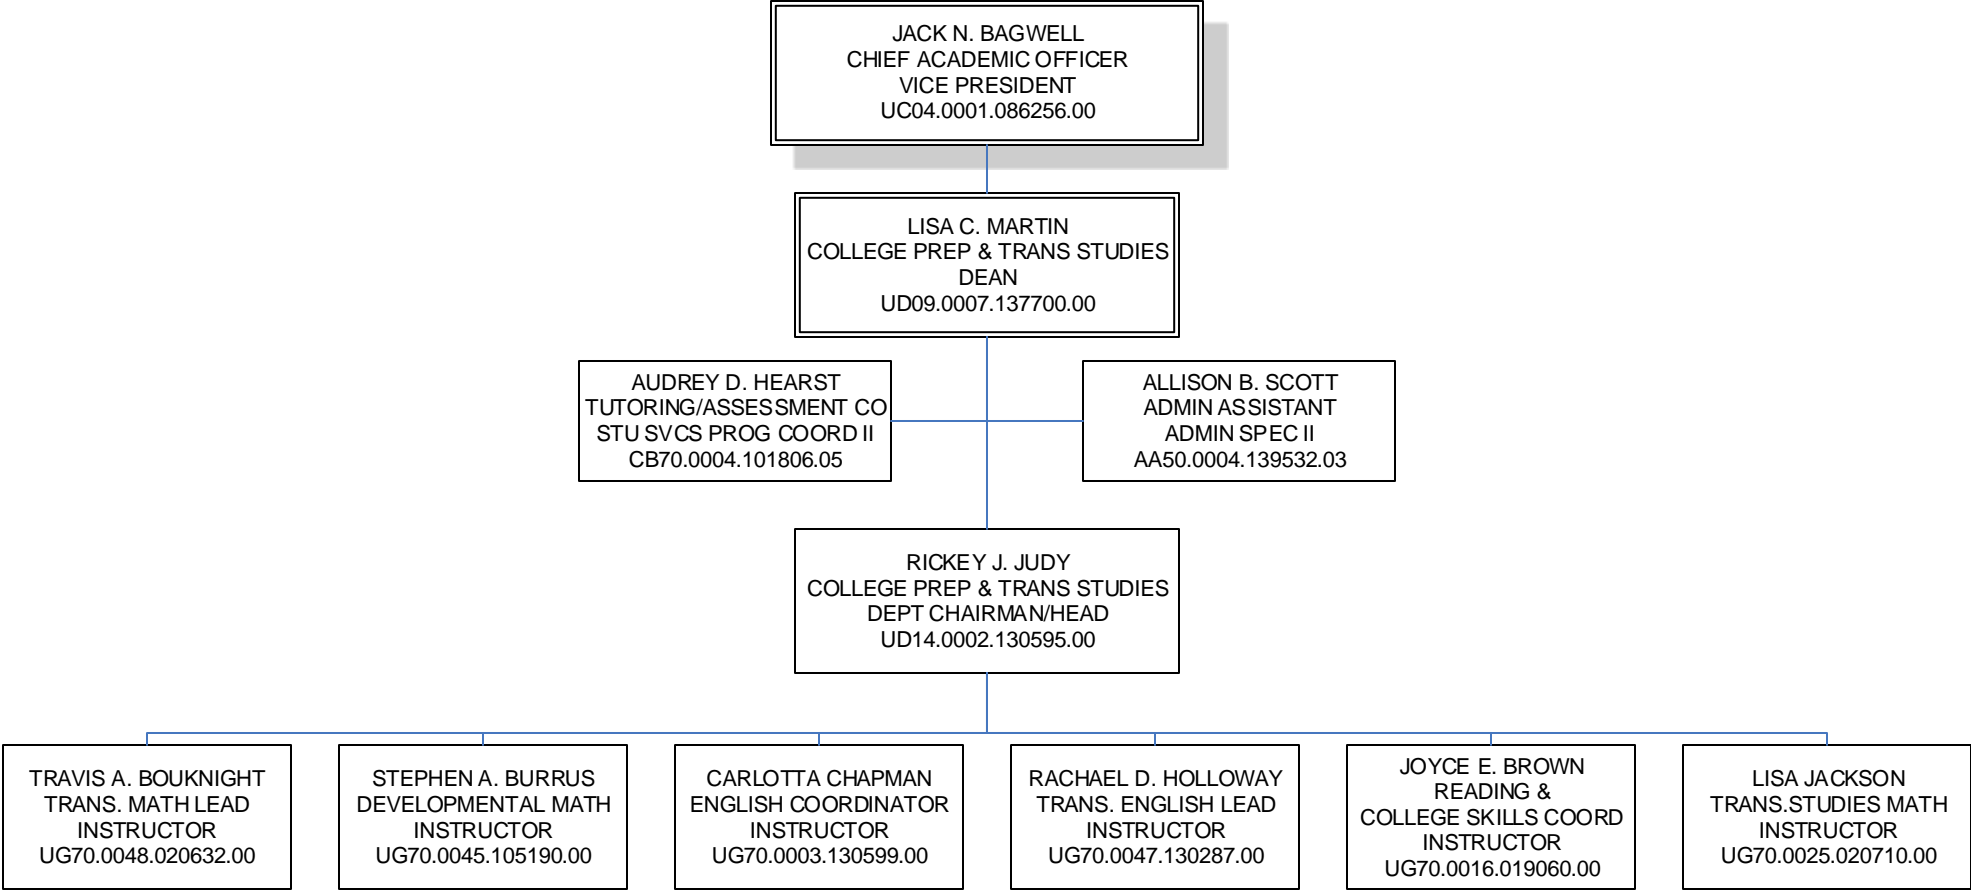 JACK N. BAGWELL
CHIEF ACADEMIC OFFICER
VICE PRESIDENT
UC04.0001.086256.00
LISA C. MARTIN
COLLEGE PREP & TRANS STUDIES
DEAN
UD09.0007.137700.00
AUDREY D. HEARST
TUTORING/ASSESSMENT CO
STU SVCS PROG COORD II
CB70.0004.101806.05
ALLISON B. SCOTT
ADMIN ASSISTANT
ADMIN SPEC II
AA50.0004.139532.03
RICKEY J. JUDY
COLLEGE PREP & TRANS STUDIES
DEPT CHAIRMAN/HEAD
UD14.0002.130595.00
TRAVIS A. BOUKNIGHT
TRANS. MATH LEAD
INSTRUCTOR
UG70.0048.020632.00
STEPHEN A. BURRUS
DEVELOPMENTAL MATH
INSTRUCTOR
UG70.0045.105190.00
CARLOTTA CHAPMAN
ENGLISH COORDINATOR
INSTRUCTOR
UG70.0003.130599.00
RACHAEL D. HOLLOWAY
TRANS. ENGLISH LEAD
INSTRUCTOR
UG70.0047.130287.00
JOYCE E. BROWN
READING &
COLLEGE SKILLS COORD
INSTRUCTOR
UG70.0016.019060.00
LISA JACKSON
TRANS.STUDIES MATH
INSTRUCTOR
UG70.0025.020710.00